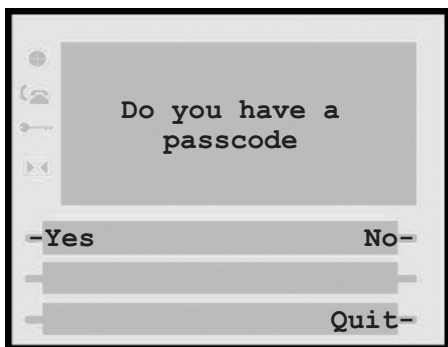 Do you have a
passcode
-Yes No-
Quit-